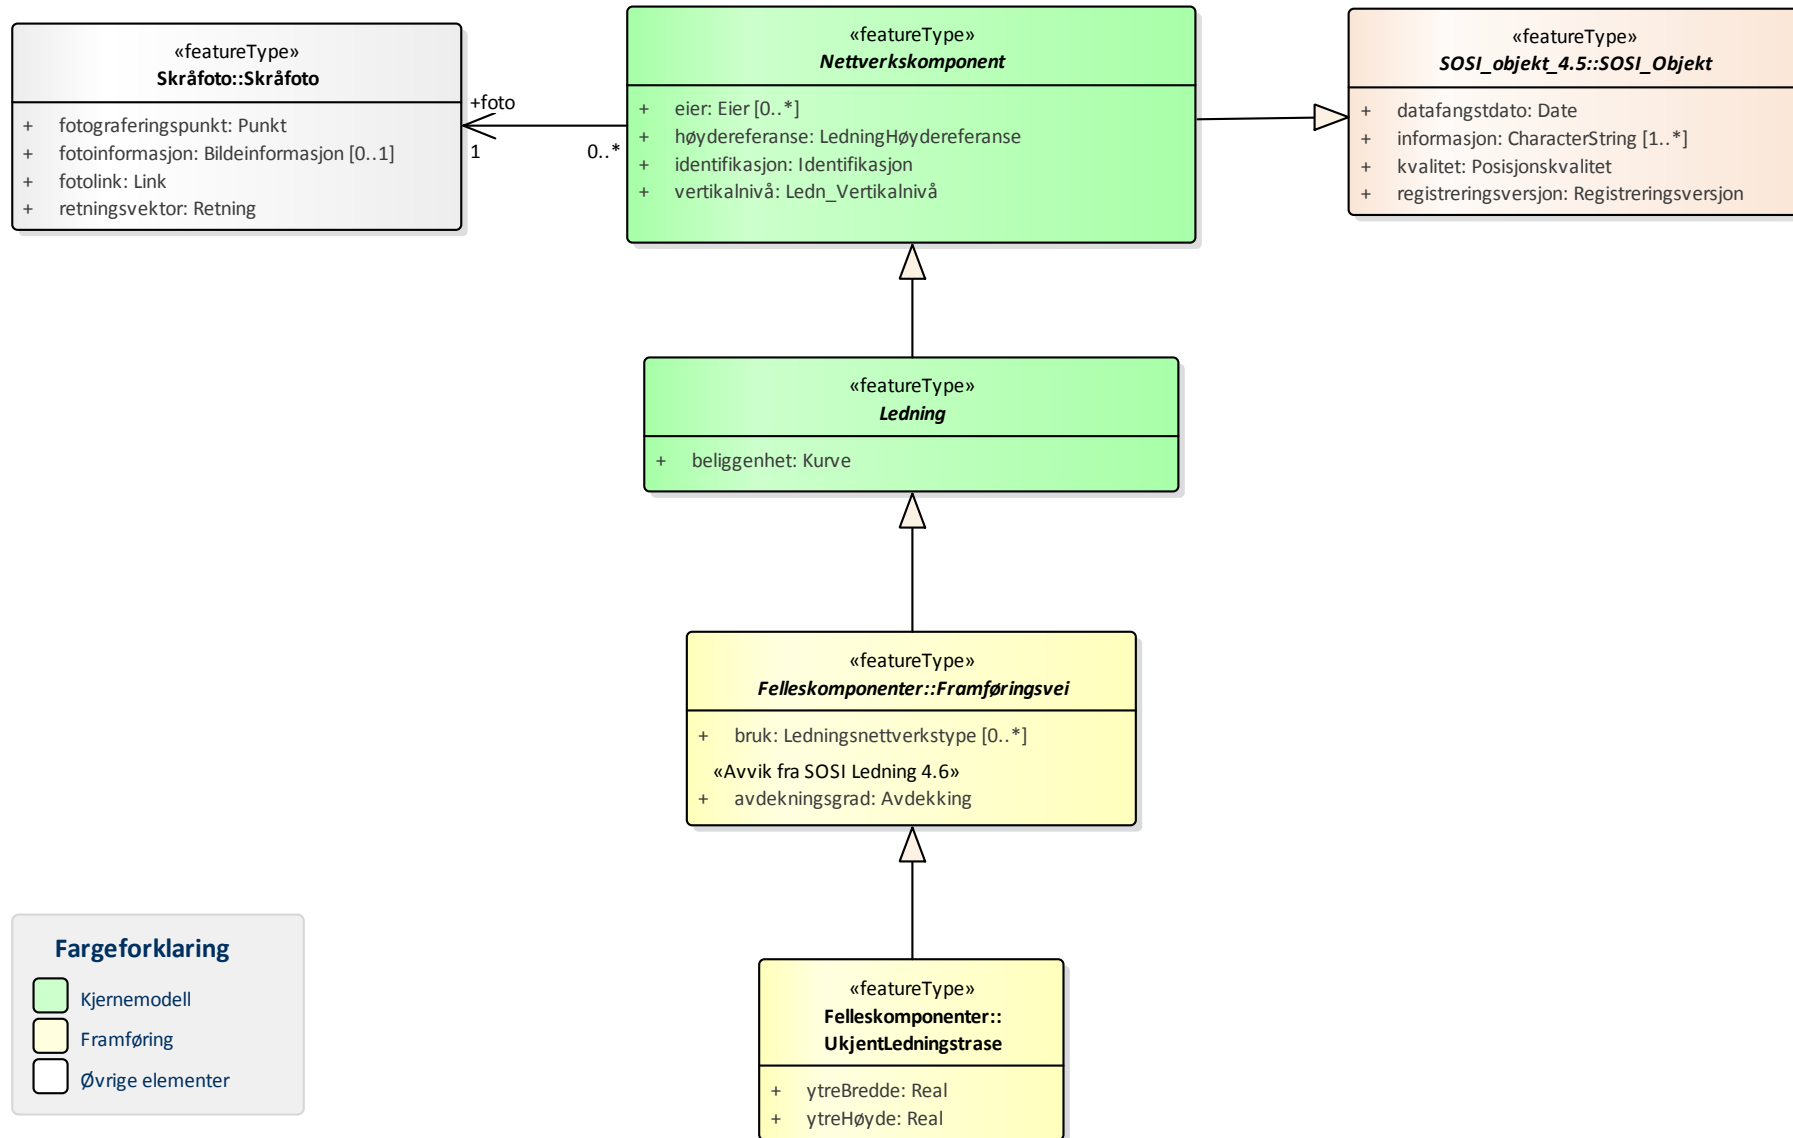 «featureType»
Skråfoto::Skråfoto
+ fotograferingspunkt: Punkt
+ fotoinformasjon: Bildeinformasjon [0..1]
+ fotolink: Link
+ retningsvektor: Retning
+foto
1
0..*
«featureType»
Nettverkskomponent
+ eier: Eier [0..*]
+ høydereferanse: LedningHøydereferanse
+ identifikasjon: Identifikasjon
+ vertikalnivå: Ledn_Vertikalnivå
«featureType»
SOSI_objekt_4.5::SOSI_Objekt
+ datafangstdato: Date
+ informasjon: CharacterString [1..*]
+ kvalitet: Posisjonskvalitet
+ registreringsversjon: Registreringsversjon
«featureType»
Ledning
+ beliggenhet: Kurve
«featureType»
Felleskomponenter::Framføringsvei
+ bruk: Ledningsnettverkstype [0..*]
«Avvik fra SOSI Ledning 4.6»
+ avdekningsgrad: Avdekking
«featureType»
Felleskomponenter::
UkjentLedningstrase
+ ytreBredde: Real
+ ytreHøyde: Real
Fargeforklaring
Kjernemodell
Framføring
Øvrige elementer